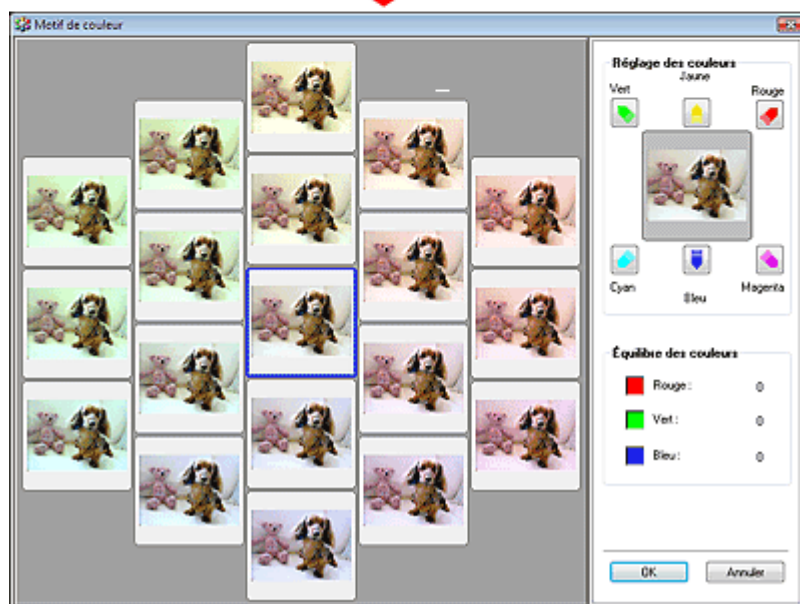 Motif de couleur
Réglage des couleurs
Jaune
Vert
Rouge
Cyan
Bleu
Magenta
Équilibre des couleurs
Rouge : 0
Vert : 0
Bleu : 0
OK
Annuler